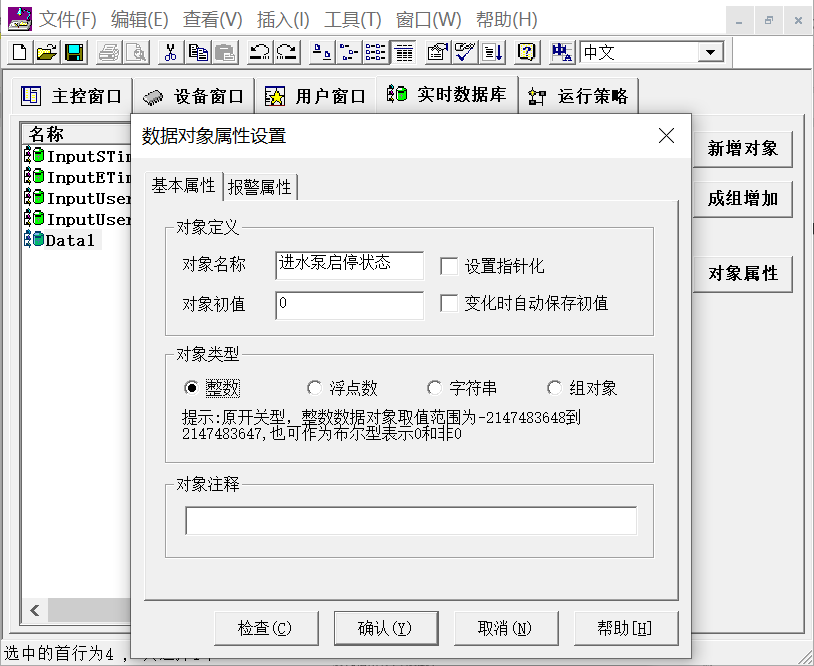 文件(F) 编辑(E) 查看(V) 插入(I) 工具(T) 窗口(W) 帮助(H)
中文
主控窗口 设备窗口 用户窗口 实时数据库 运行策略
名称
InputSTi
InputETi
InputUser
InputUser
Data1
新增对象
成组增加
对象属性
数据对象属性设置
基本属性 报警属性
对象定义
对象名称 进水泵启停状态 设置指针化
对象初值 0 变化时自动保存初值
对象类型
整数 浮点数 字符串 组对象
提示:原开关型，整数数据对象取值范围为-2147483648到
2147483647,也可作为布尔型表示0和非0
对象注释
检查(C) 确认(Y) 取消(N) 帮助[H]
选中的首行为4 ，